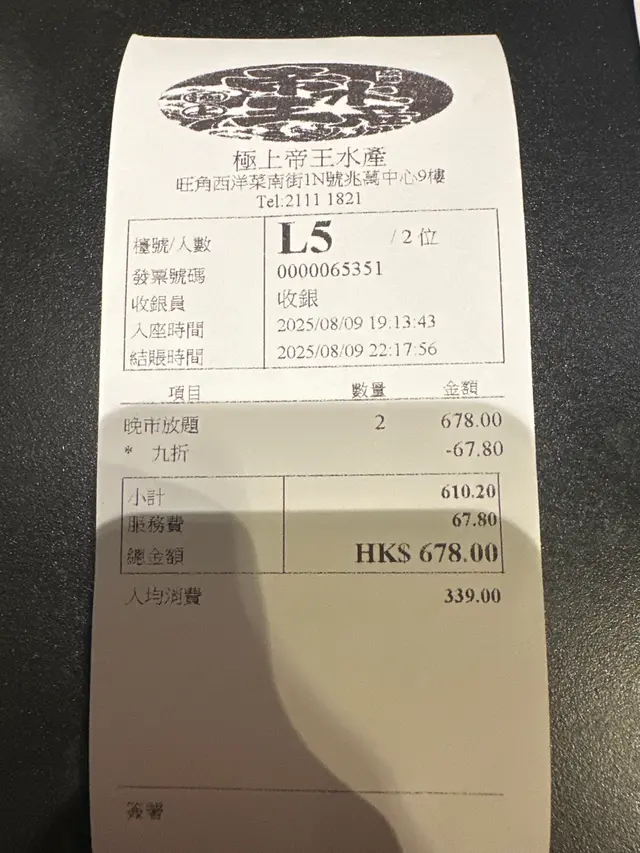 極上帝王水產
旺角西洋菜南街1N號兆萬中心9樓
Tel:2111 1821
檯號/人數 L5 /2 位
發票號碼 0000065351
收銀員 收銀
入座時間 2025/08/09 19:13:43
結賬時間 2025/08/09 22:17:56
項目 數量 金額
晚市放題 2 678.00
* 九折 -67.80
小計 610.20
服務費 67.80
總金額 HK$ 678.00
人均消費 339.00
簽署